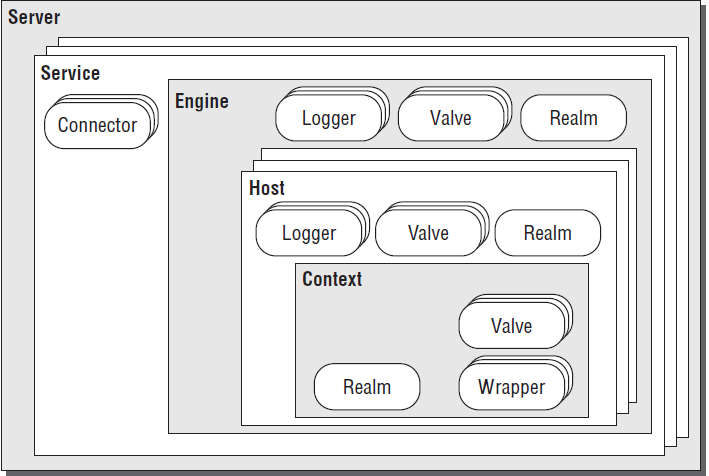 Server
Service
Connector
Engine
Logger
Valve
Realm
Host
Logger
Valve
Realm
Context
Valve
Realm
Wrapper